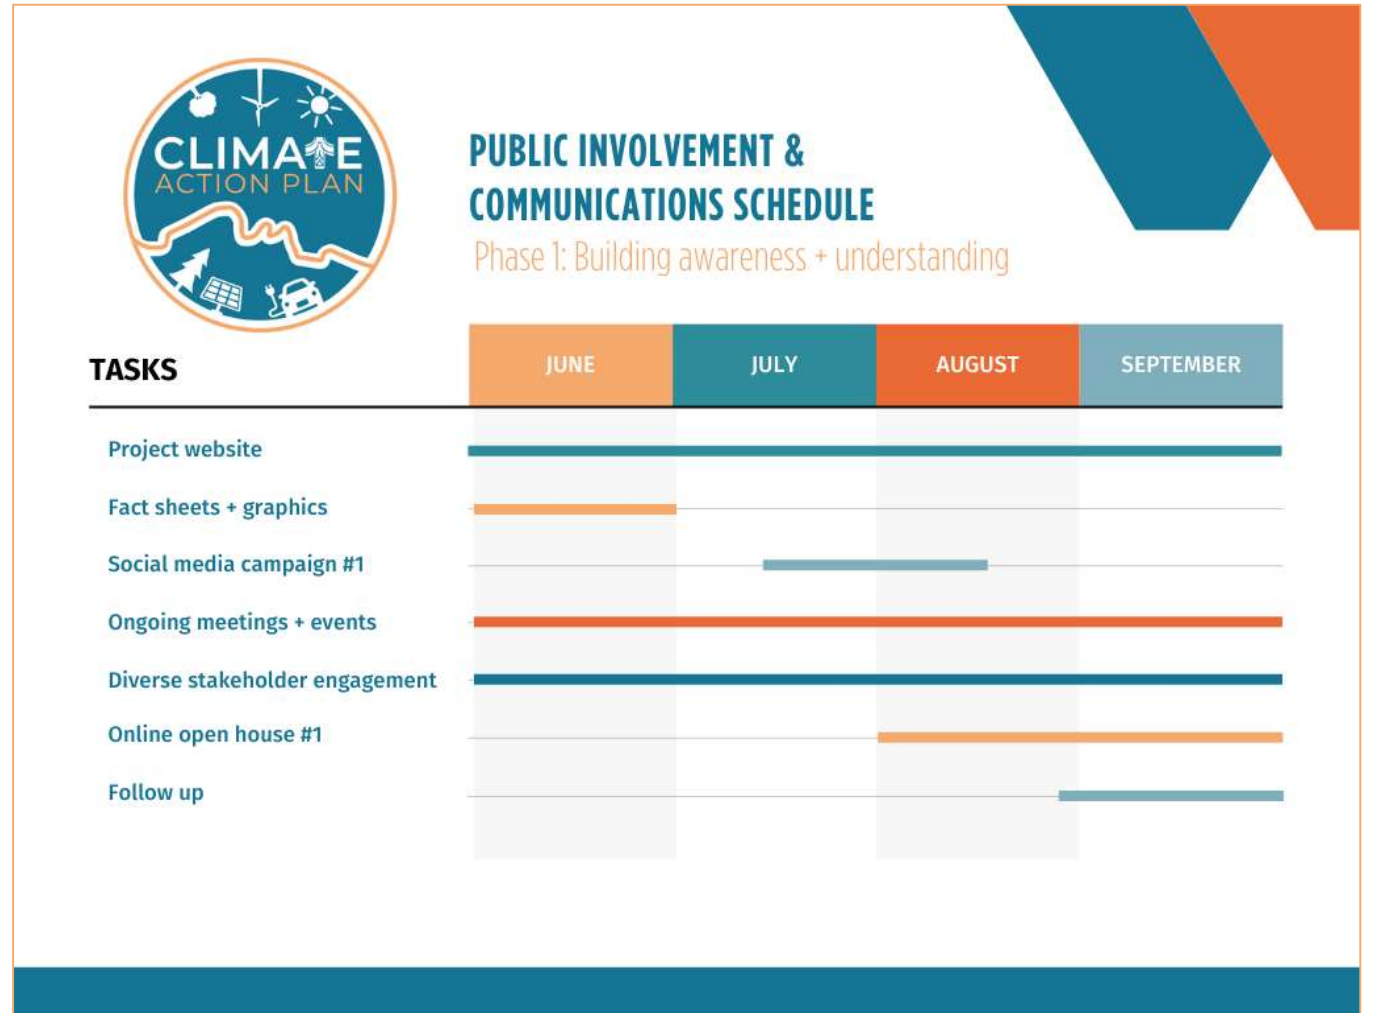 CLIMATE
ACTION PLAN
PUBLIC INVOLVEMENT &
COMMUNICATIONS SCHEDULE
Phase 1: Building awareness + understanding
TASKS
JUNE
JULY
AUGUST
SEPTEMBER
Project website
Fact sheets + graphics
Social media campaign #1
Ongoing meetings + events
Diverse stakeholder engagement
Online open house #1
Follow up